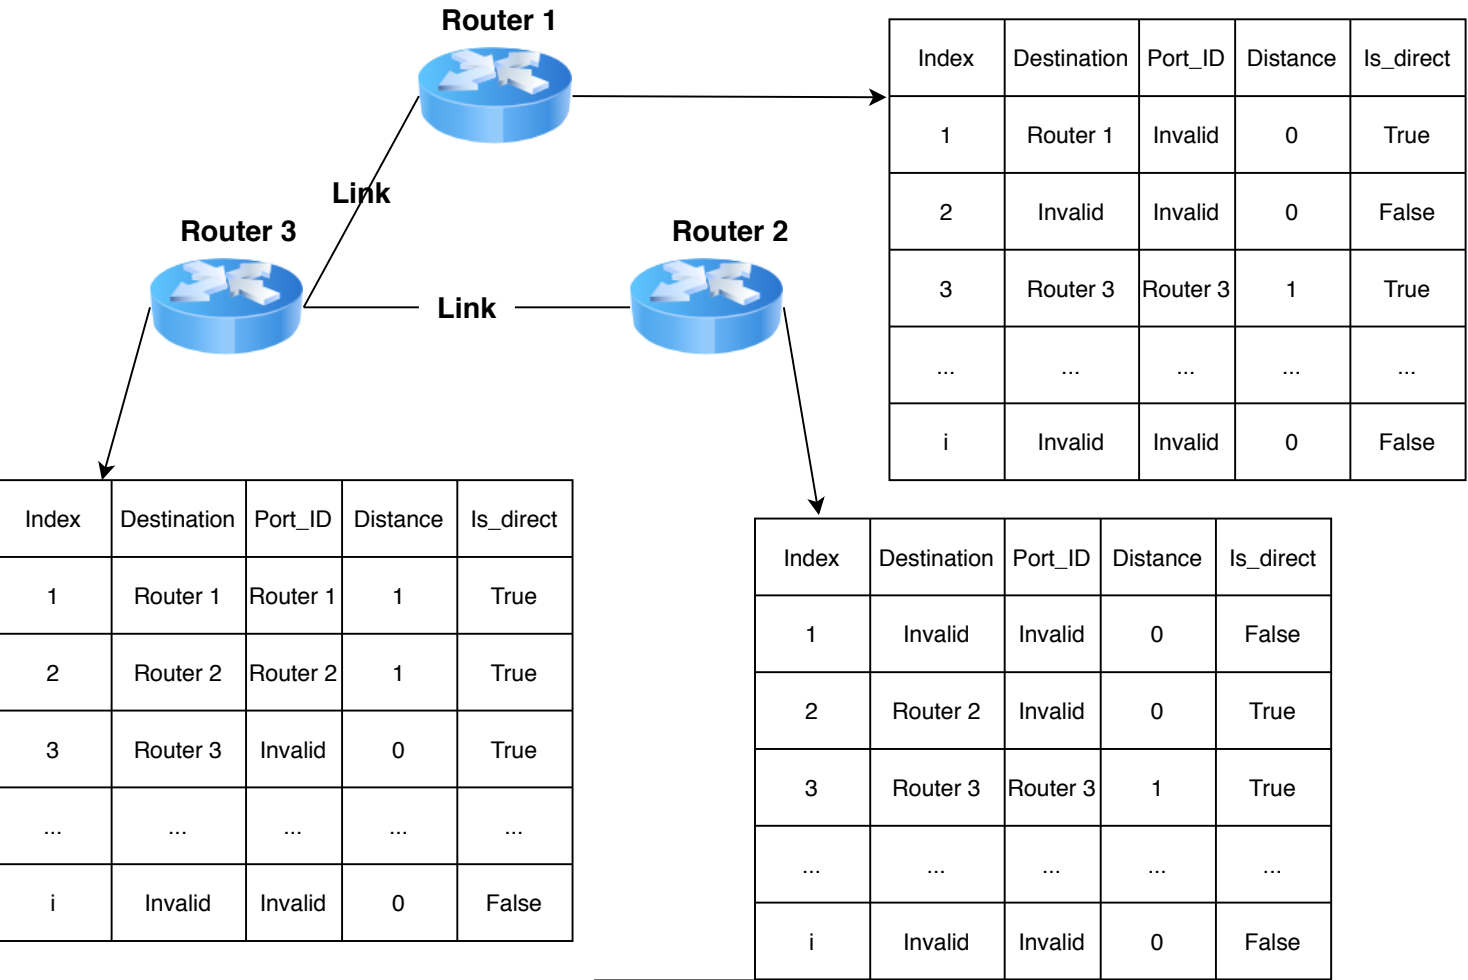 Router 1
Link
Router 3
Router 2
Link
Index Destination Port_ID Distance Is_direct
1 Router 1 Invalid 0 True
2 Invalid Invalid 0 False
3 Router 3 Router 3 1 True
... ... ... ... ...
i Invalid Invalid 0 False
Index Destination Port_ID Distance Is_direct
1 Router 1 Router 1 1 True
2 Router 2 Router 2 1 True
3 Router 3 Invalid 0 True
... ... ... ... ...
i Invalid Invalid 0 False
Index Destination Port_ID Distance Is_direct
1 Invalid Invalid 0 False
2 Router 2 Invalid 0 True
3 Router 3 Router 3 1 True
... ... ... ... ...
i Invalid Invalid 0 False